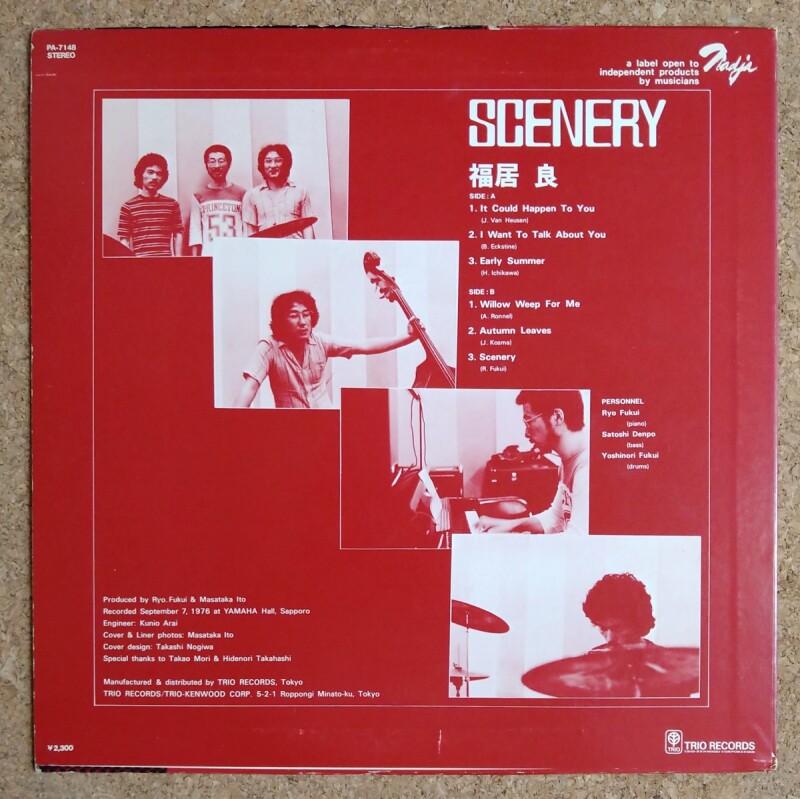 PA-7148
STEREO
a label open to
independent products
by musicians
Nadja
SCENERY
福居 良
SIDE : A
1. It Could Happen To You
(J. Van Heusen)
2. I Want To Talk About You
(B. Eckstine)
3. Early Summer
(H. Ichikawa)
SIDE : B
1. Willow Weep For Me
(A. Ronnel)
2. Autumn Leaves
(J. Kosma)
3. Scenery
(R. Fukui)
PERSONNEL
Ryo Fukui
(piano)
Satoshi Denpo
(bass)
Yoshinori Fukui
(drums)
PRINCETON
53
Produced by Ryo. Fukui & Masataka Ito
Recorded September 7, 1976 at YAMAHA Hall, Sapporo
Engineer: Kunio Arai
Cover & Liner photos: Masataka Ito
Cover design: Takashi Nogiwa
Special thanks to Takao Mori & Hidenori Takahashi
Manufactured & distributed by TRIO RECORDS, Tokyo
TRIO RECORDS/TRIO-KENWOOD CORP. 5-2-1 Roppongi Minato-ku, Tokyo
¥2,300
TRIO
TRIO RECORDS